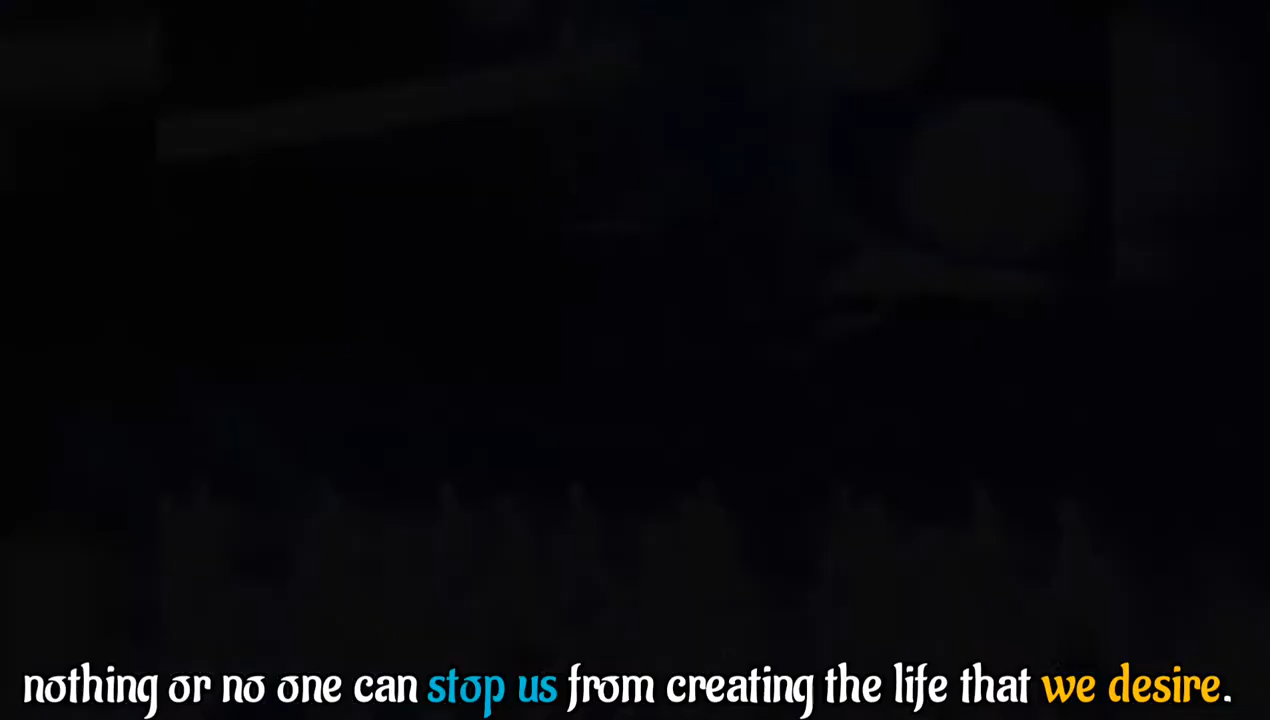 nothing or no one can stop us from creating the life that we desire.